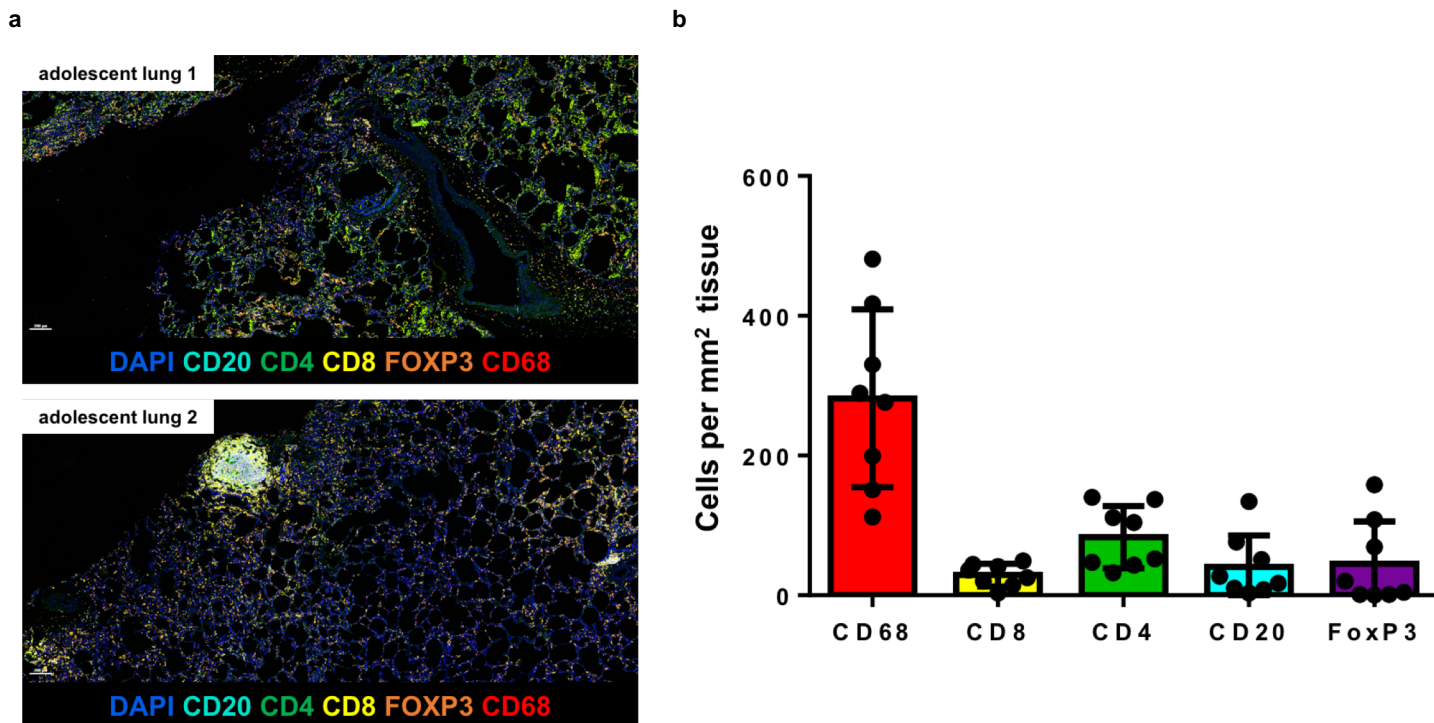 a
adolescent lung 1
DAPI CD20 CD4 CD8 FOXP3 CD68
adolescent lung 2
DAPI CD20 CD4 CD8 FOXP3 CD68
b
Cells per mm² tissue
600
400
200
0
CD68 CD8 CD4 CD20 FoxP3